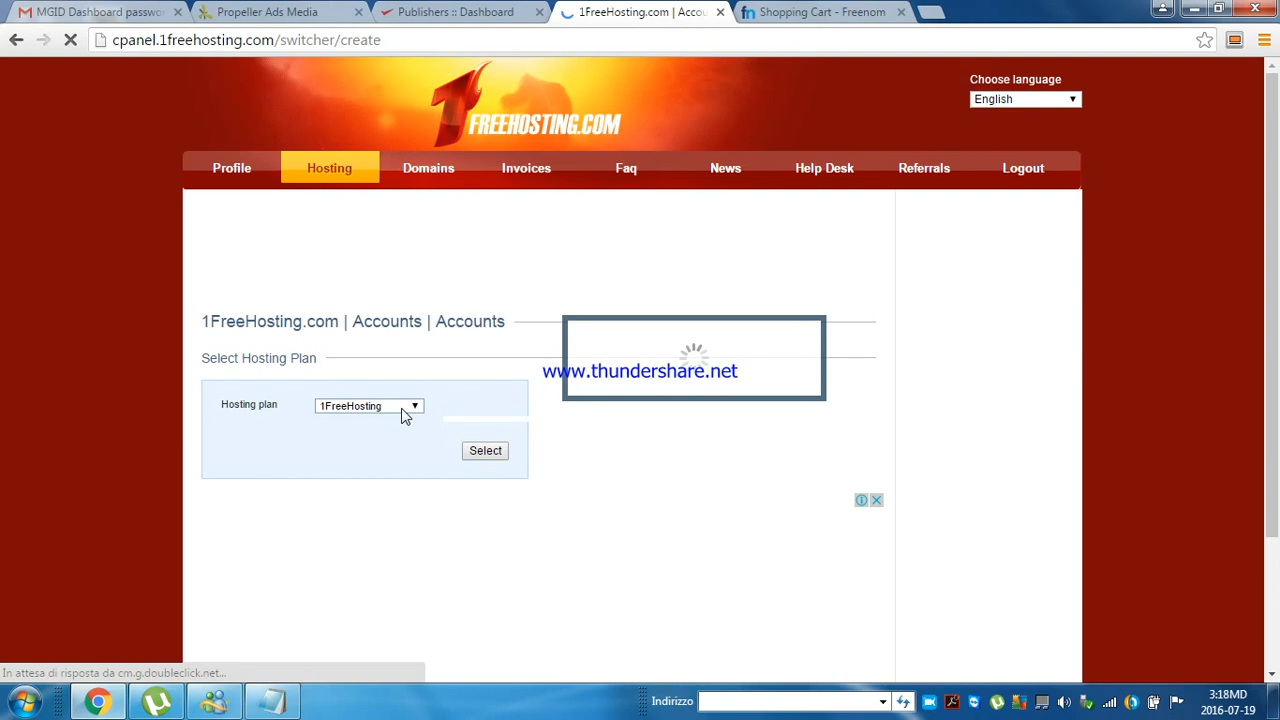 MGID Dashboard passwo
Propeller Ads Media
Publishers :: Dashboard
1FreeHosting.com | Accou
Shopping Cart - Freenom
cpanel.1freehosting.com/switcher/create
1FREEHOSTING.COM
Choose language
English
Profile
Hosting
Domains
Invoices
Faq
News
Help Desk
Referrals
Logout
1FreeHosting.com | Accounts | Accounts
Select Hosting Plan
www.thundershare.net
Hosting plan
1FreeHosting
Select
In attesa di risposta da cm.g.doubleclick.net...
Indirizzo
3:18MD
2016-07-19